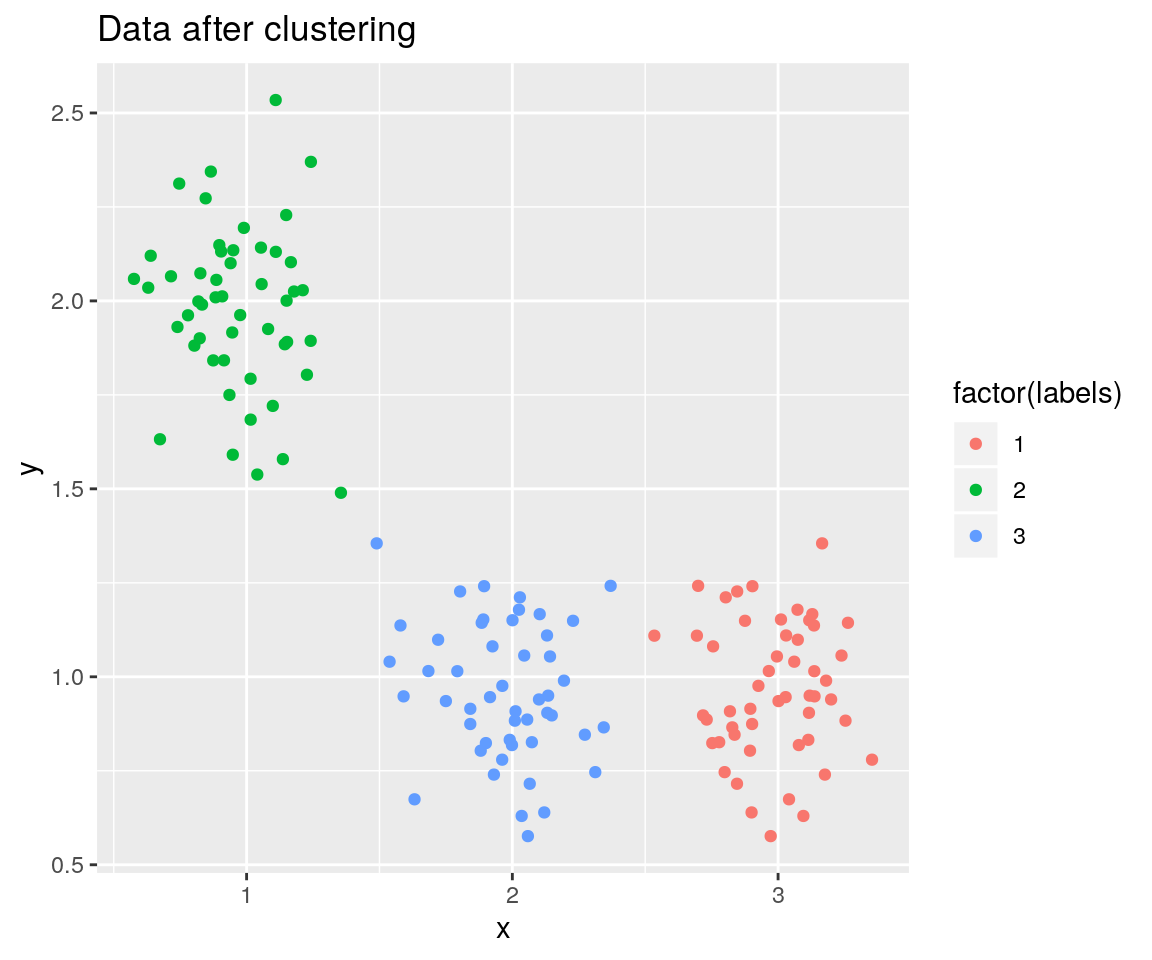 Data after clustering
2.5
2.0
1.5
1.0
0.5
y
1 2 3
x
factor(labels)
1
2
3